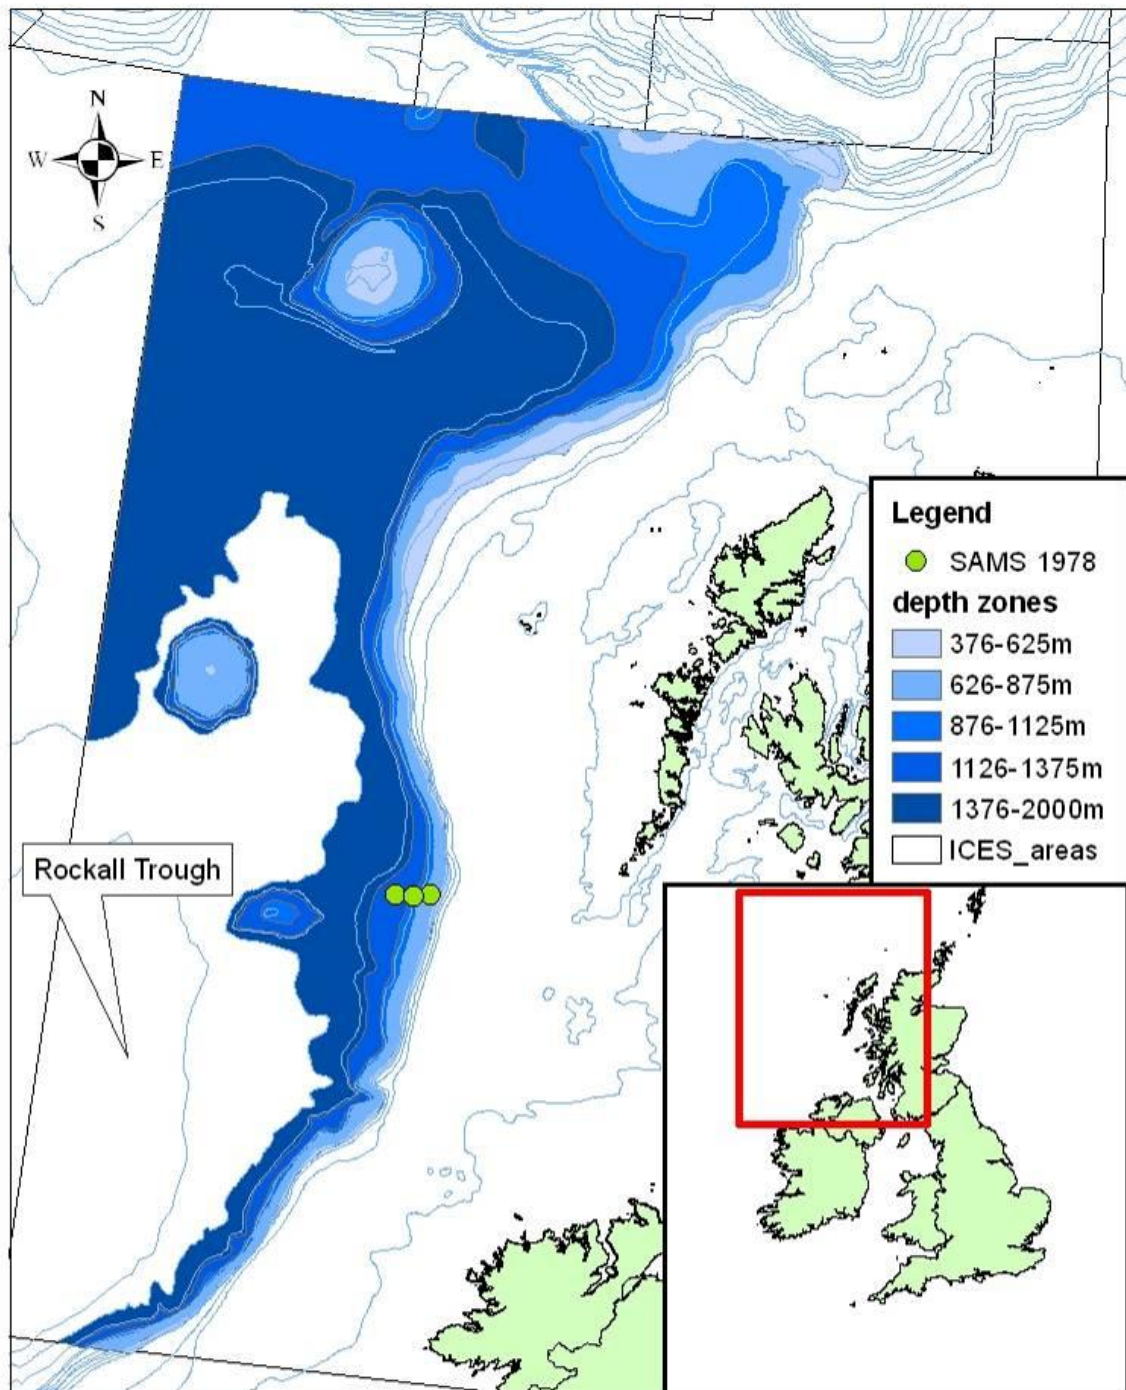 N
W E
S
Legend
SAMS 1978
depth zones
376-625m
626-875m
876-1125m
1126-1375m
1376-2000m
ICES_areas
Rockall Trough